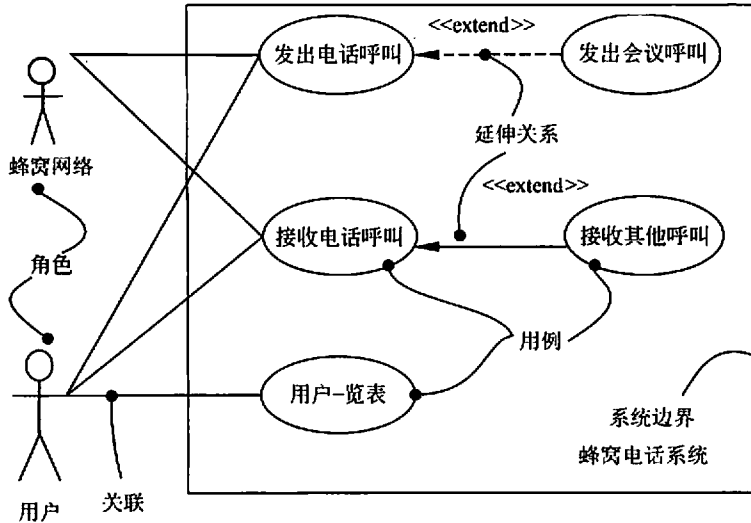 <<extend>>
发出电话呼叫
发出会议呼叫
延伸关系
蜂窝网络
<<extend>>
接收电话呼叫
接收其他呼叫
角色
用例
用户一览表
系统边界
蜂窝电话系统
用户
关联